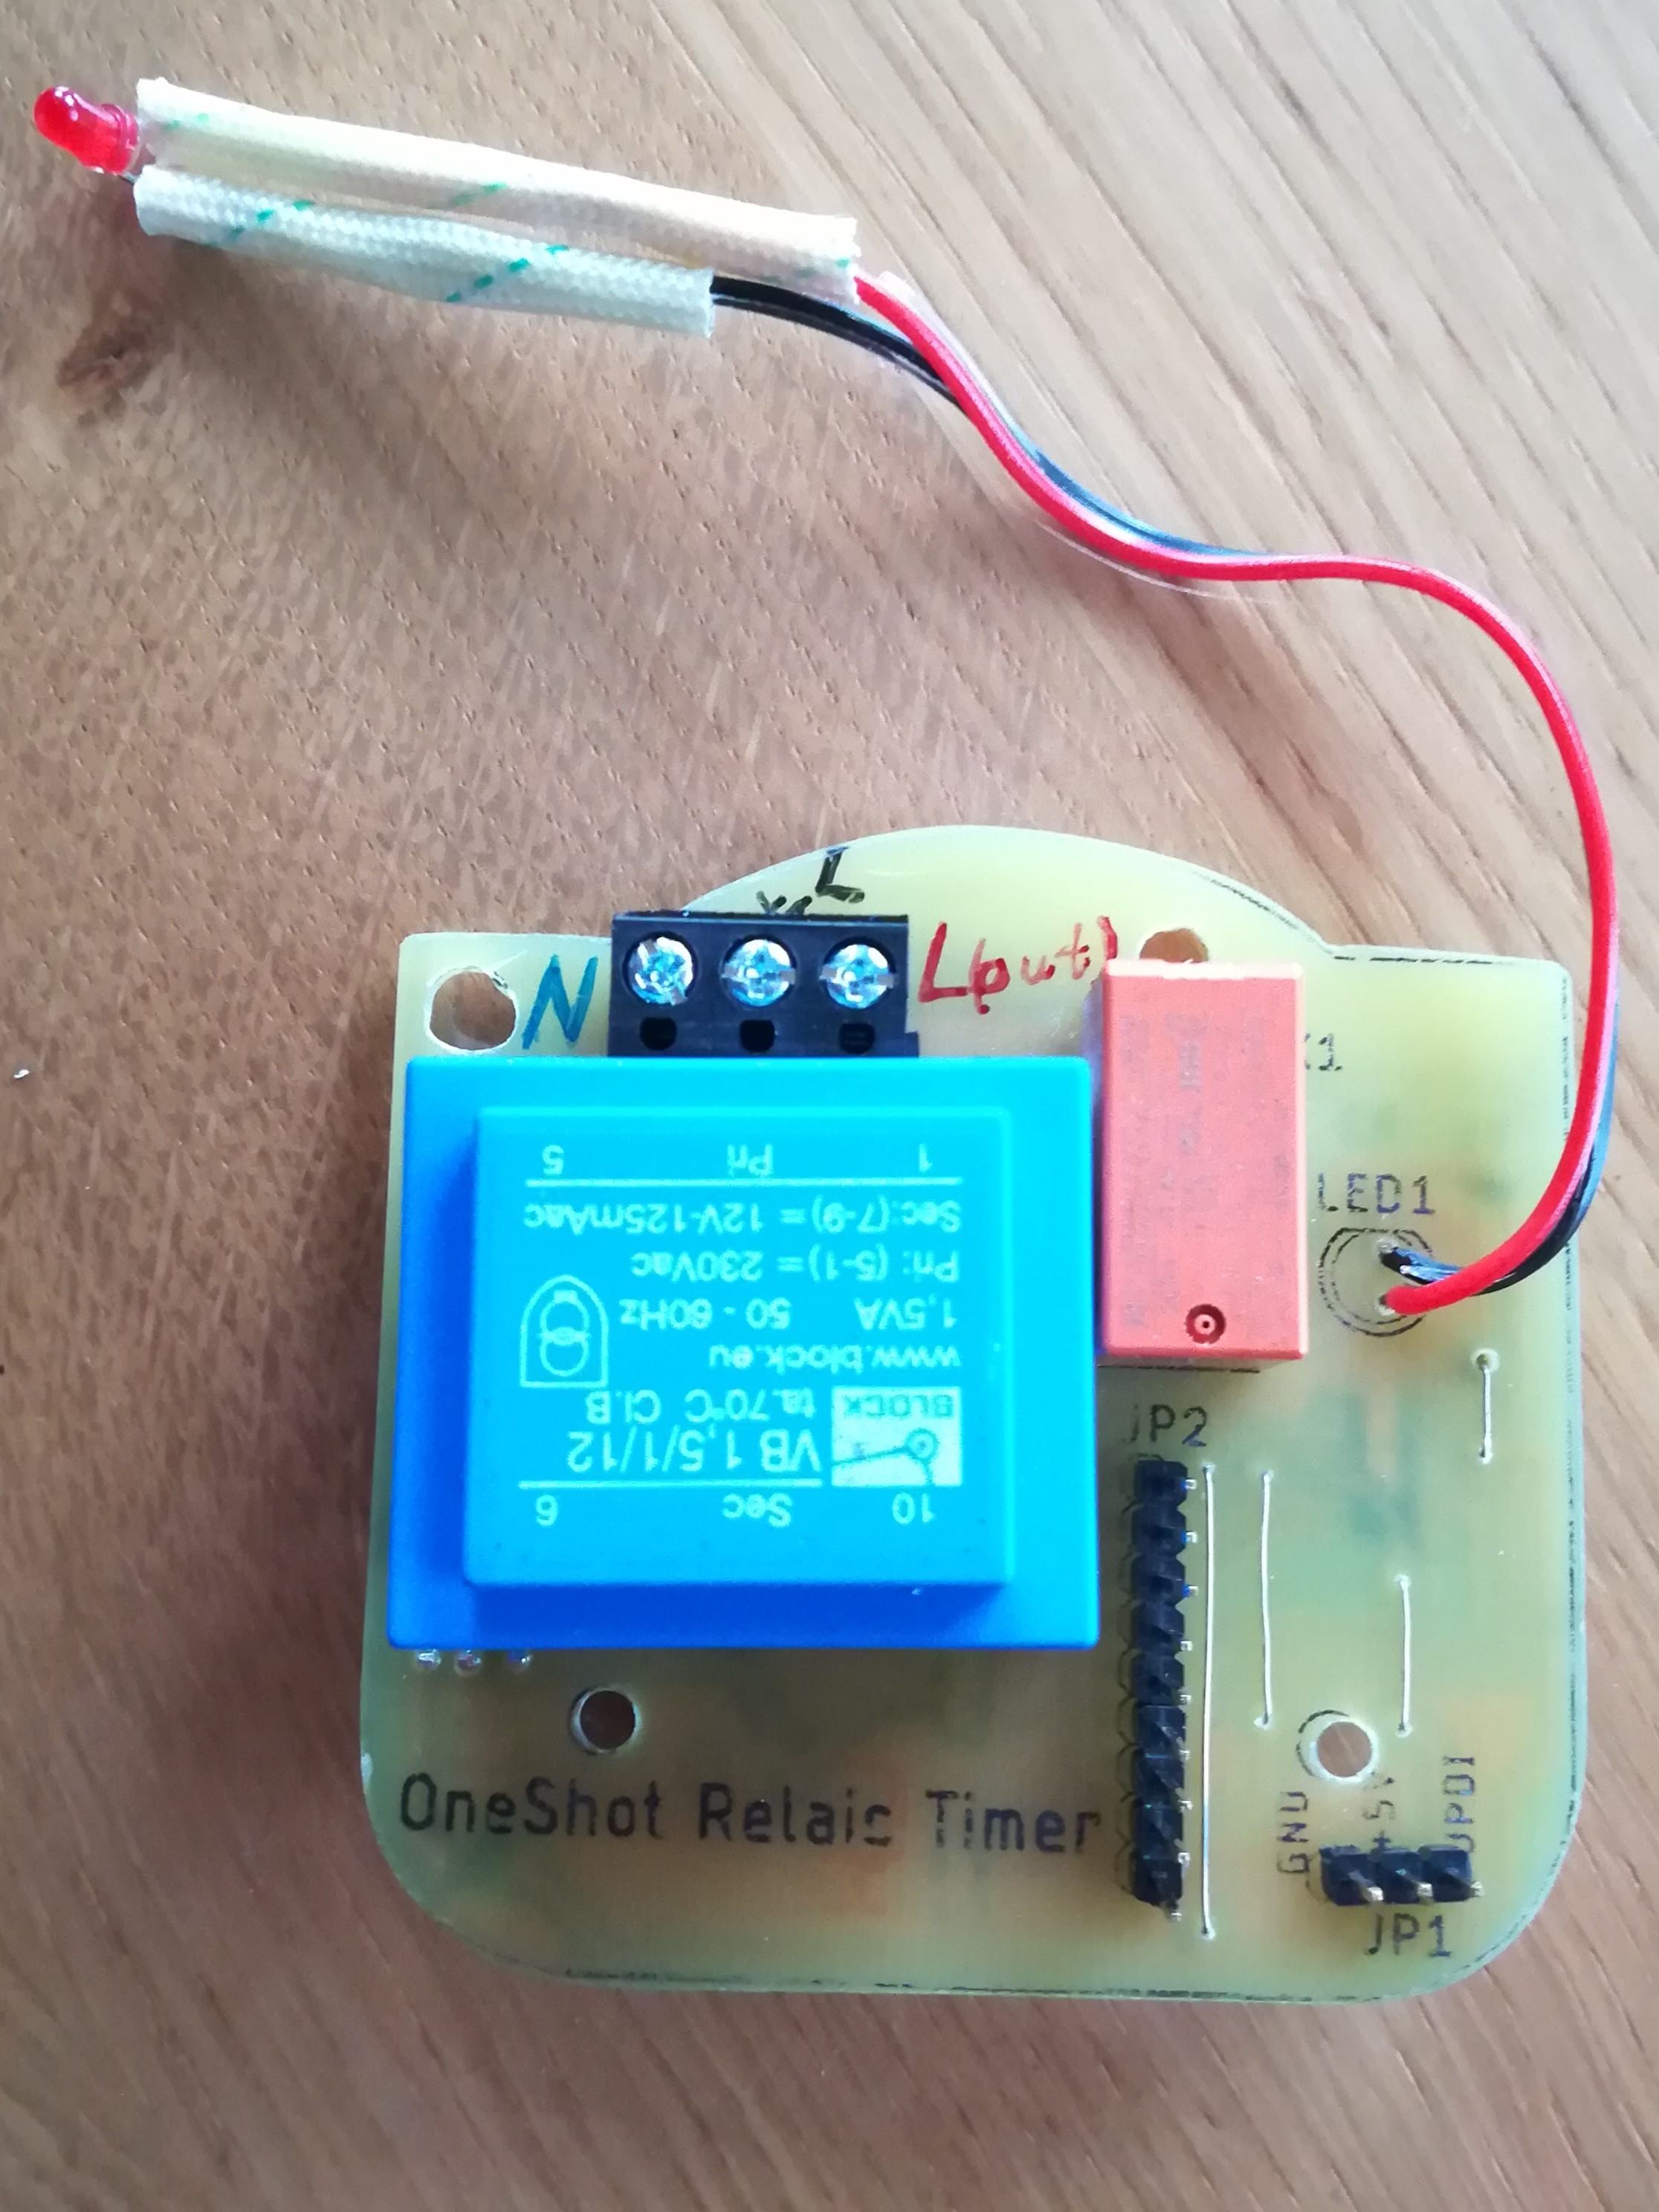 L
N
L(out)
LED1
10 Sec 6
BLOCK
VB 1,5/1/12
ta.70°C Cl.B
www.block.eu
1,5VA 50 - 60Hz
Pri: (5-1) = 230Vac
Sec:(7-9) = 12V-125mAac
1 Pri 5
JP2
OneShot Relais Timer
GND
+5V
UPDI
JP1